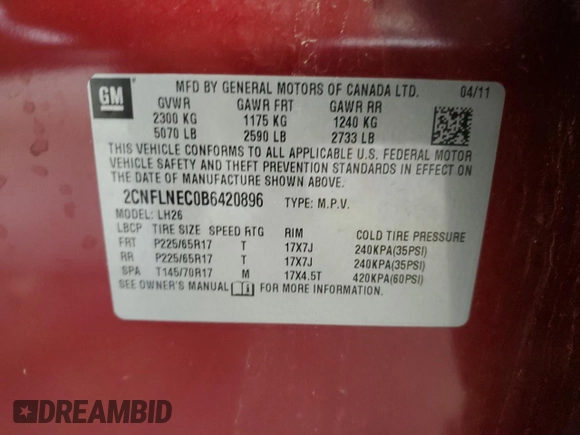 GM
MFD BY GENERAL MOTORS OF CANADA LTD. 04/11
GVWR GAWR FRT GAWR RR
2300 KG 1175 KG 1240 KG
5070 LB 2590 LB 2733 LB
THIS VEHICLE CONFORMS TO ALL APPLICABLE U.S. FEDERAL MOTOR
VEHICLE SAFETY AND THEFT PREVENTION STANDARDS IN EFFECT ON
THE DATE OF MANUFACTURE SHOWN ABOVE.
2CNFLNEC0B6420896 TYPE: M.P.V.
MODEL: LH26
LBCP TIRE SIZE SPEED RTG RIM COLD TIRE PRESSURE
FRT P225/65R17 T 17X7J 240KPA(35PSI)
RR P225/65R17 T 17X7J 240KPA(35PSI)
SPA T145/70R17 M 17X4.5T 420KPA(60PSI)
SEE OWNER'S MANUAL FOR MORE INFORMATION.
DREAMBID